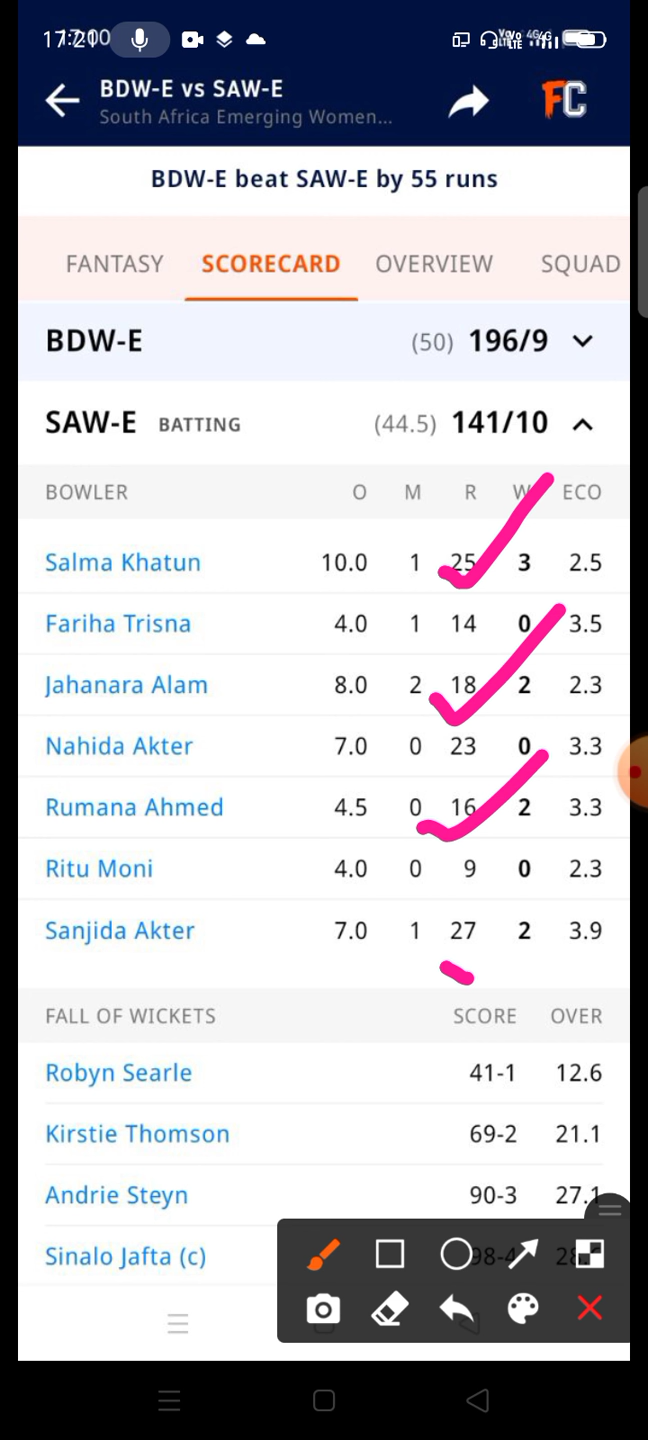 BDW-E vs SAW-E
South Africa Emerging Women...
FC
BDW-E beat SAW-E by 55 runs
FANTASY SCORECARD OVERVIEW SQUAD
BDW-E (50) 196/9
SAW-E BATTING (44.5) 141/10
BOWLER O M R W ECO
Salma Khatun 10.0 1 25 3 2.5
Fariha Trisna 4.0 1 14 0 3.5
Jahanara Alam 8.0 2 18 2 2.3
Nahida Akter 7.0 0 23 0 3.3
Rumana Ahmed 4.5 0 16 2 3.3
Ritu Moni 4.0 0 9 0 2.3
Sanjida Akter 7.0 1 27 2 3.9
FALL OF WICKETS SCORE OVER
Robyn Searle 41-1 12.6
Kirstie Thomson 69-2 21.1
Andrie Steyn 90-3 27.1
Sinalo Jafta (c) 98-4